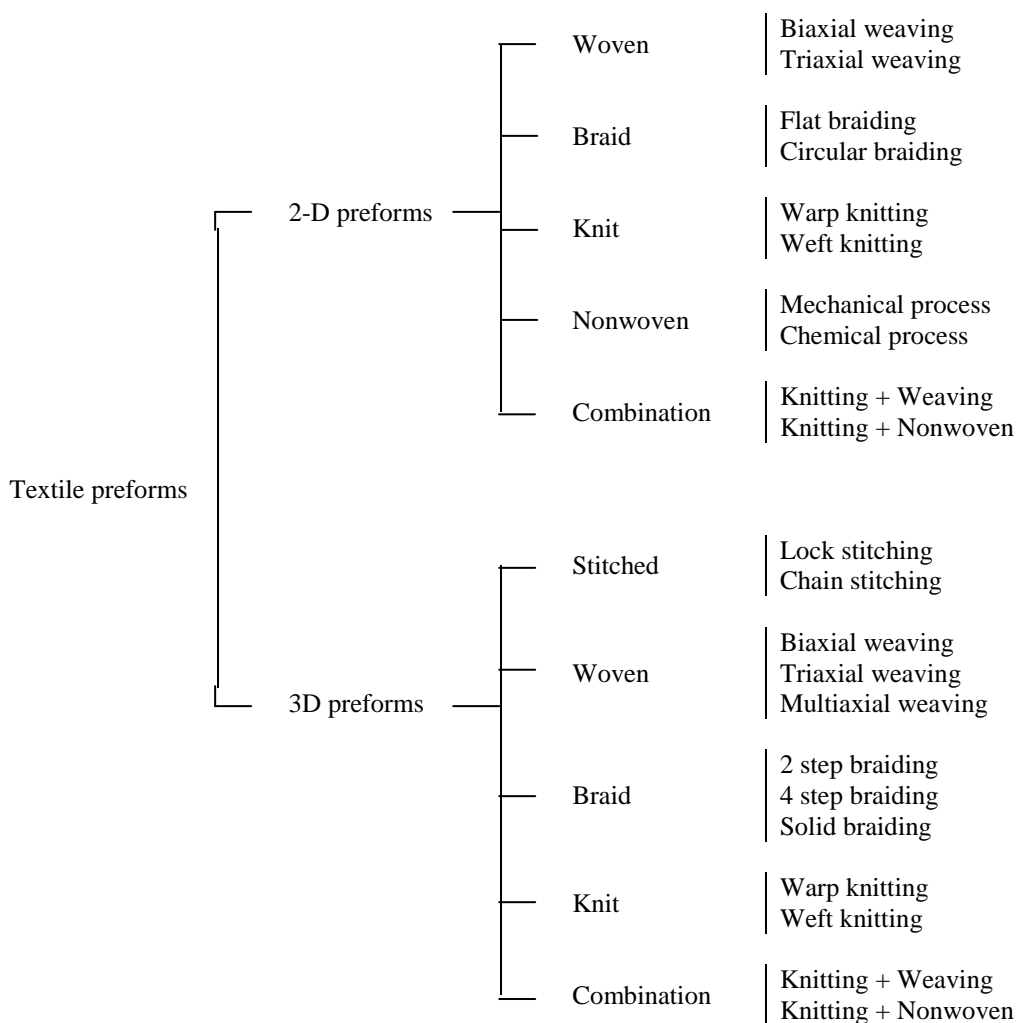 Textile preforms
2-D preforms
Woven
Biaxial weaving
Triaxial weaving
Braid
Flat braiding
Circular braiding
Knit
Warp knitting
Weft knitting
Nonwoven
Mechanical process
Chemical process
Combination
Knitting + Weaving
Knitting + Nonwoven
3D preforms
Stitched
Lock stitching
Chain stitching
Woven
Biaxial weaving
Triaxial weaving
Multiaxial weaving
Braid
2 step braiding
4 step braiding
Solid braiding
Knit
Warp knitting
Weft knitting
Combination
Knitting + Weaving
Knitting + Nonwoven